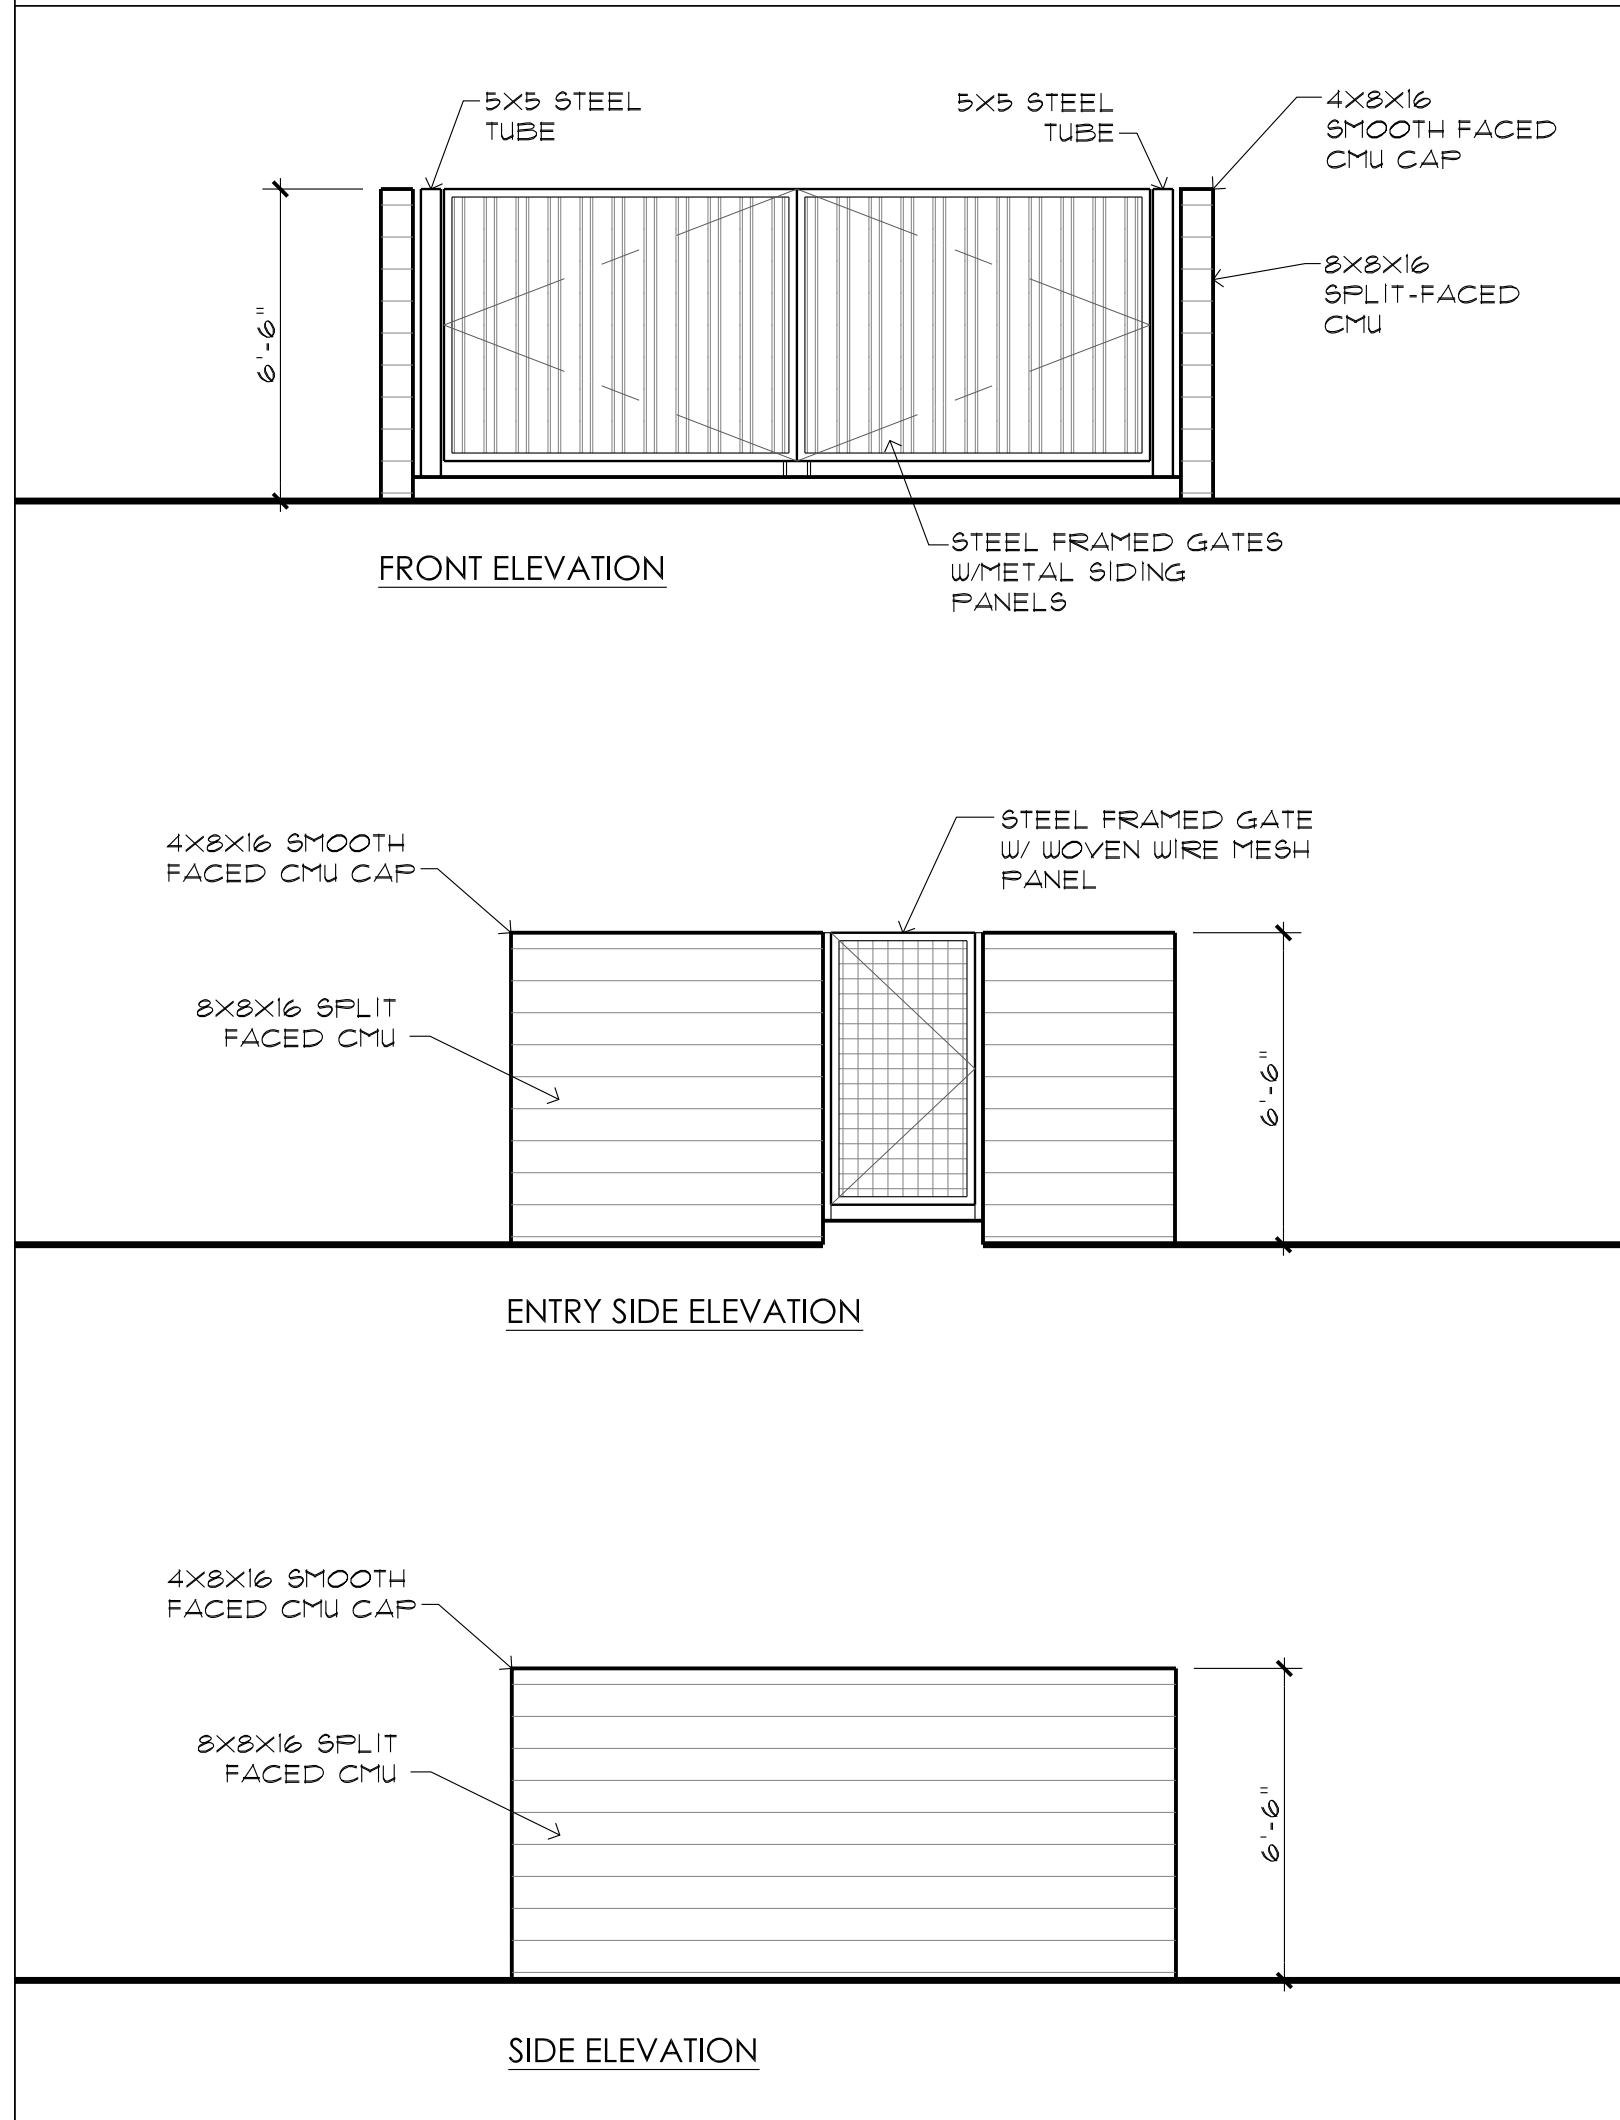 5X5 STEEL
TUBE
5X5 STEEL
TUBE
4X8X16
SMOOTH FACED
CMU CAP
8X8X16
SPLIT-FACED
CMU
6'-6"
STEEL FRAMED GATES
W/METAL SIDING
PANELS
FRONT ELEVATION
4X8X16 SMOOTH
FACED CMU CAP
STEEL FRAMED GATE
W/ WOVEN WIRE MESH
PANEL
8X8X16 SPLIT
FACED CMU
6'-6"
ENTRY SIDE ELEVATION
4X8X16 SMOOTH
FACED CMU CAP
8X8X16 SPLIT
FACED CMU
6'-6"
SIDE ELEVATION